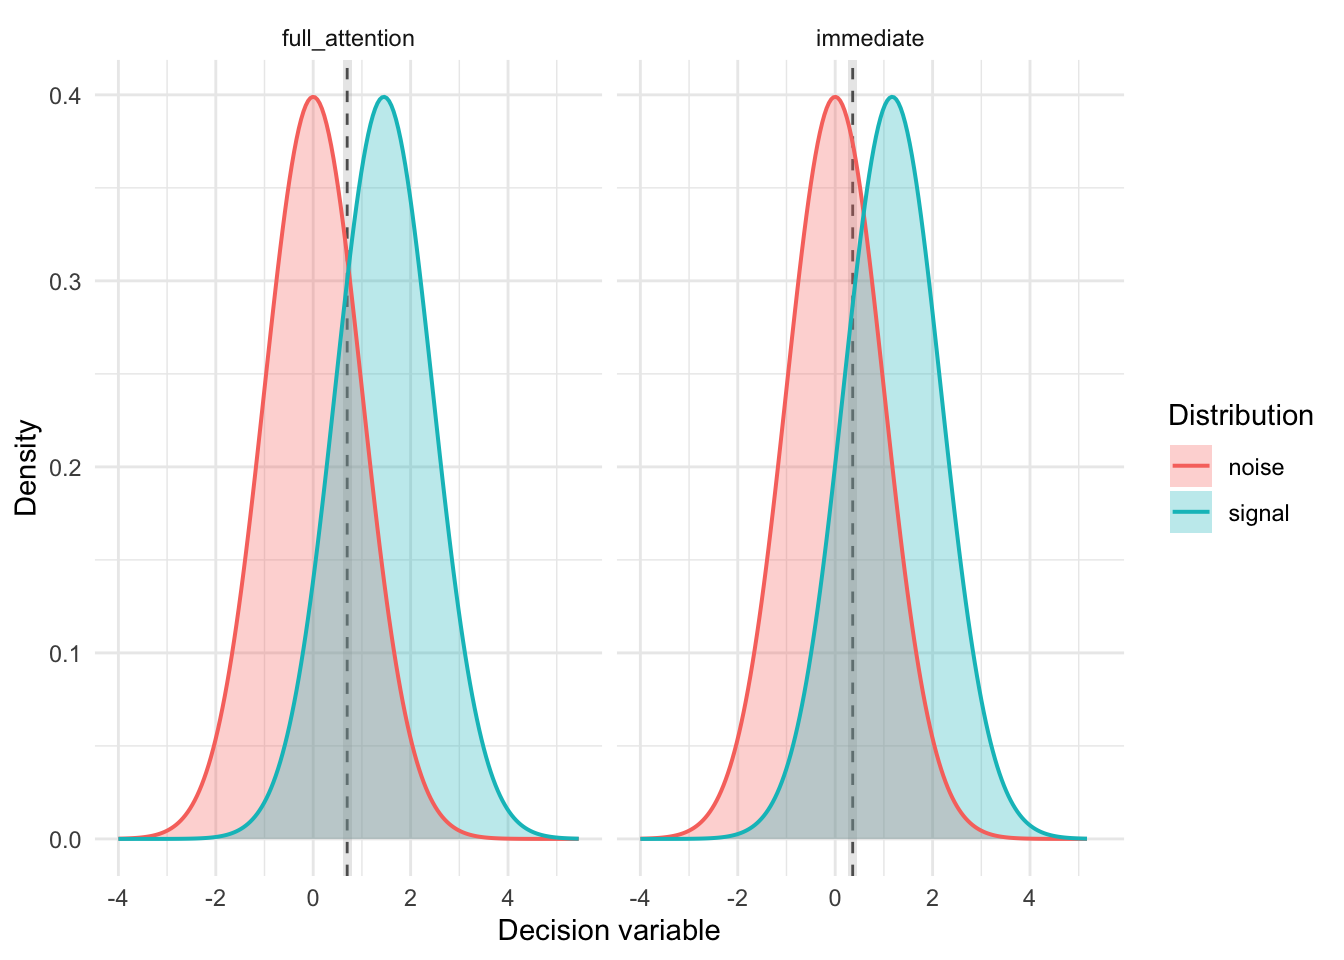 full_attention
immediate
0.4
0.3
0.2
0.1
0.0
Density
-4 -2 0 2 4
-4 -2 0 2 4
Decision variable
Distribution
noise
signal